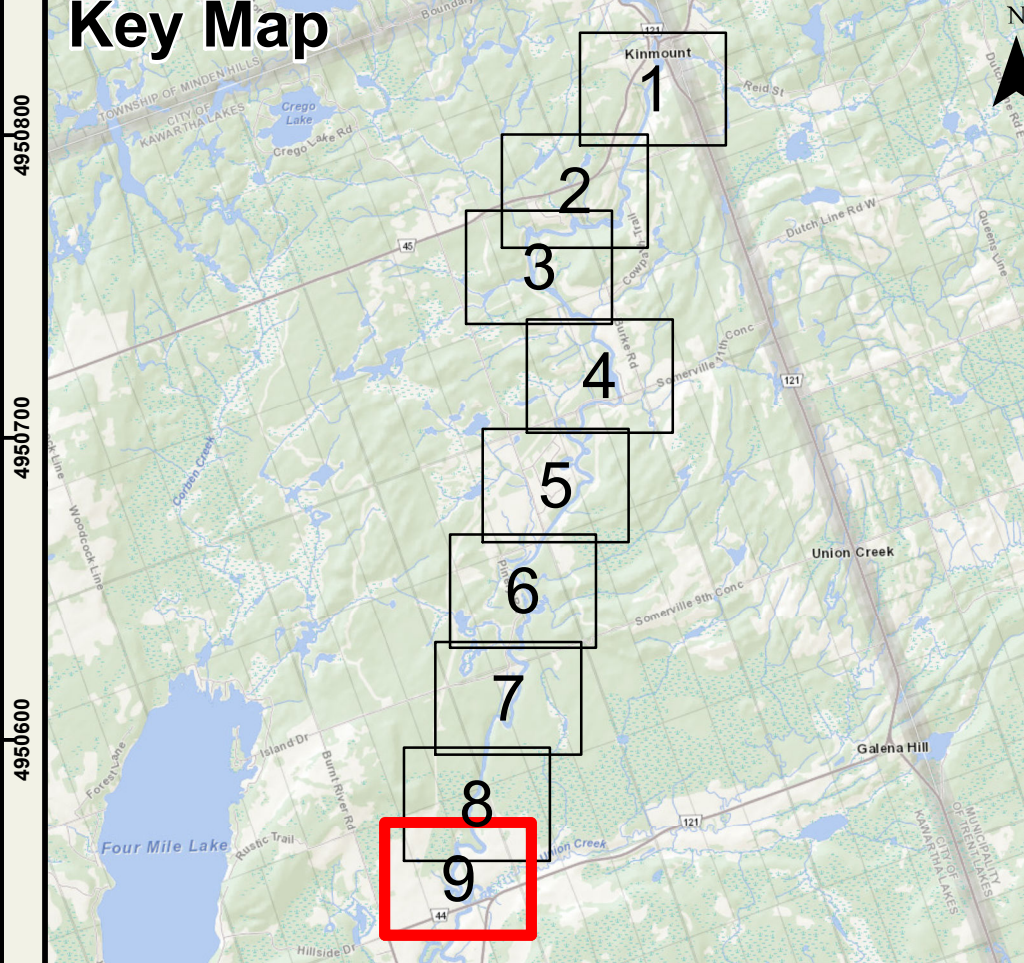 Key Map
N
Boundary
121
Kinmount
1
Reid St
TOWNSHIP OF MINDEN HILLS
CITY OF
KAWARTHA LAKES
Crego
Lake
Crego Lake Rd
4950800
2
Dutch Line Rd W
Queens Line
45
3
Burke Rd
4
Somerville 11th Conc
121
4950700
Corben Creek
5
Woodcock Line
Union Creek
6
Somerville 9th Conc
7
4950600
Island Dr
Forest Lane
Burnt River Rd
Galena Hill
8
121
Four Mile Lake
Rustic Trail
Union Creek
9
44
Hillside Dr
CITY OF
KAWARTHA LAKES
MUNICIPALITY
OF TRENT LAKES